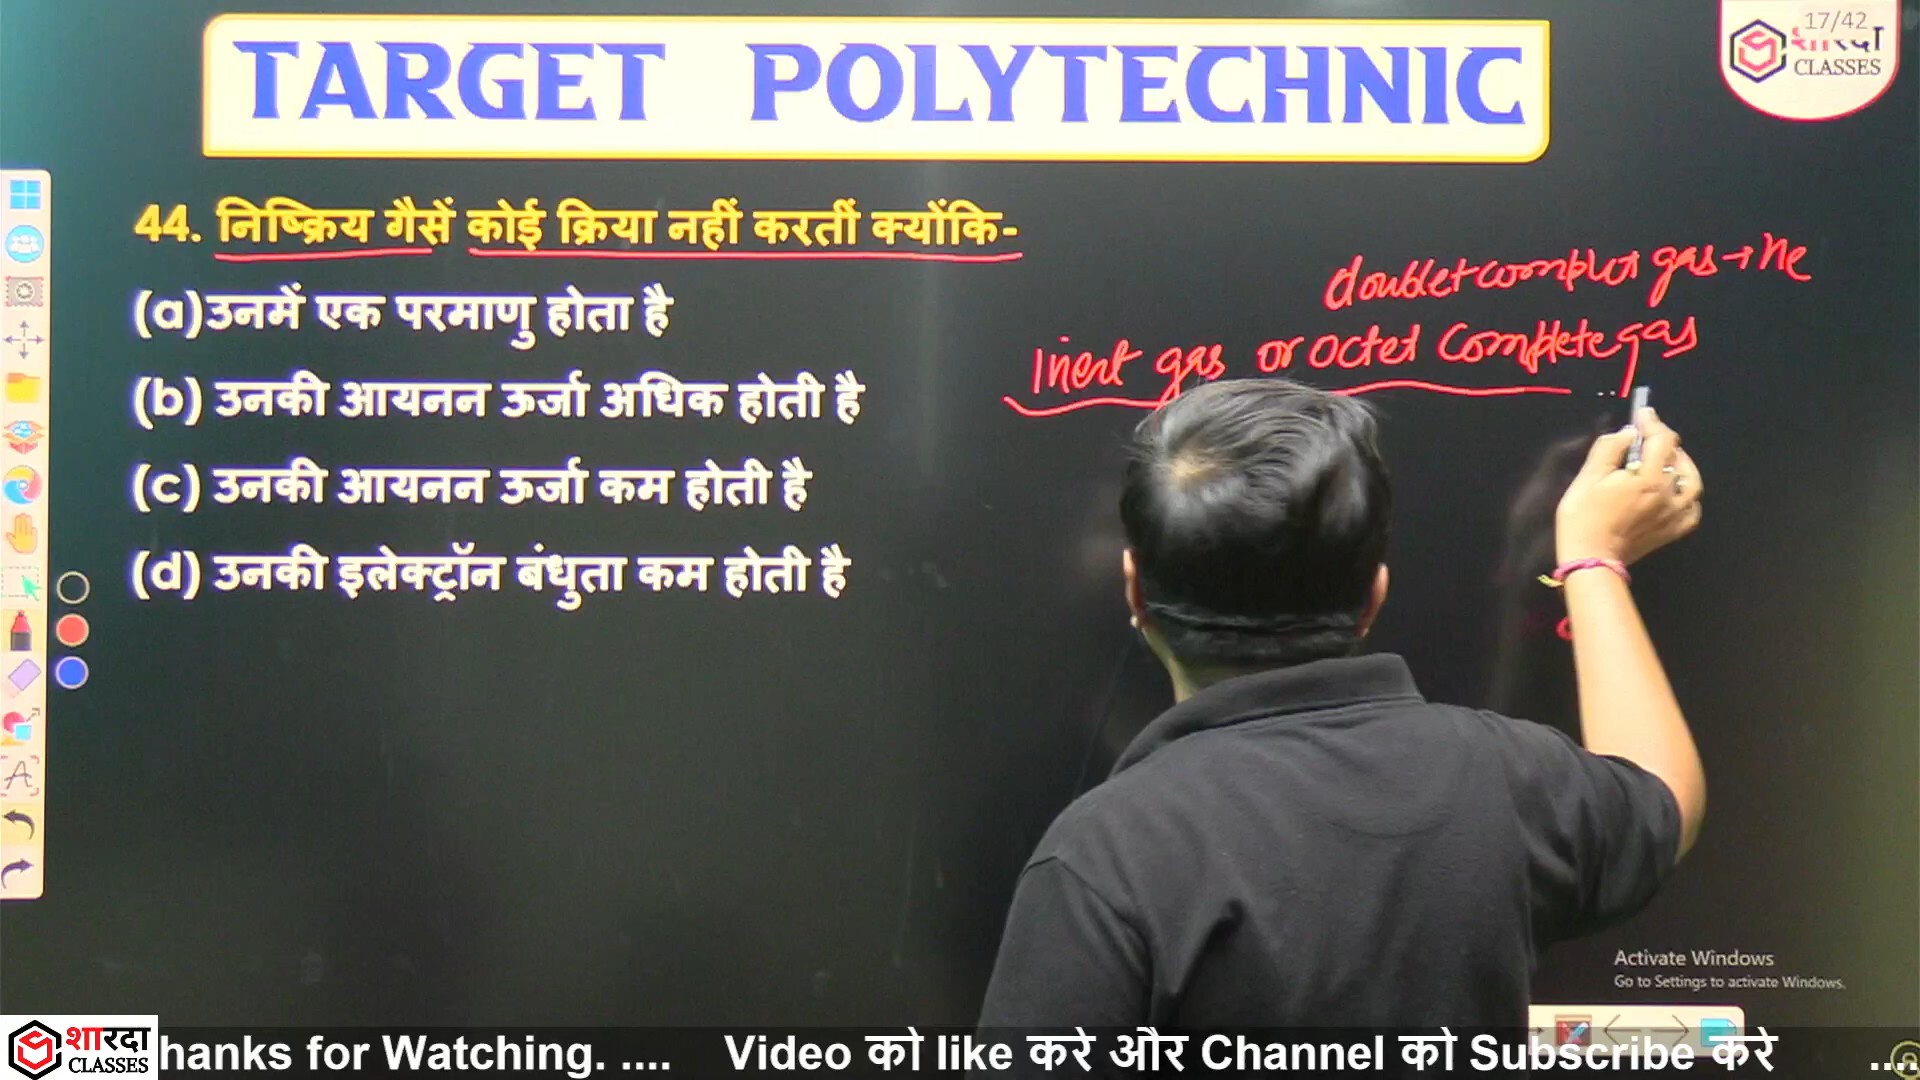 TARGET POLYTECHNIC
17/42
शारदा
CLASSES
44. निष्क्रिय गैसें कोई क्रिया नहीं करतीं क्योंकि-
(a)उनमें एक परमाणु होता है
(b) उनकी आयनन ऊर्जा अधिक होती है
(c) उनकी आयनन ऊर्जा कम होती है
(d) उनकी इलेक्ट्रॉन बंधुता कम होती है
doublet complet gas → He
Inert gas or octet Complete gas
Activate Windows
Go to Settings to activate Windows.
शारदा
CLASSES
hanks for Watching. .... Video को like करे और Channel को Subscribe करे ....